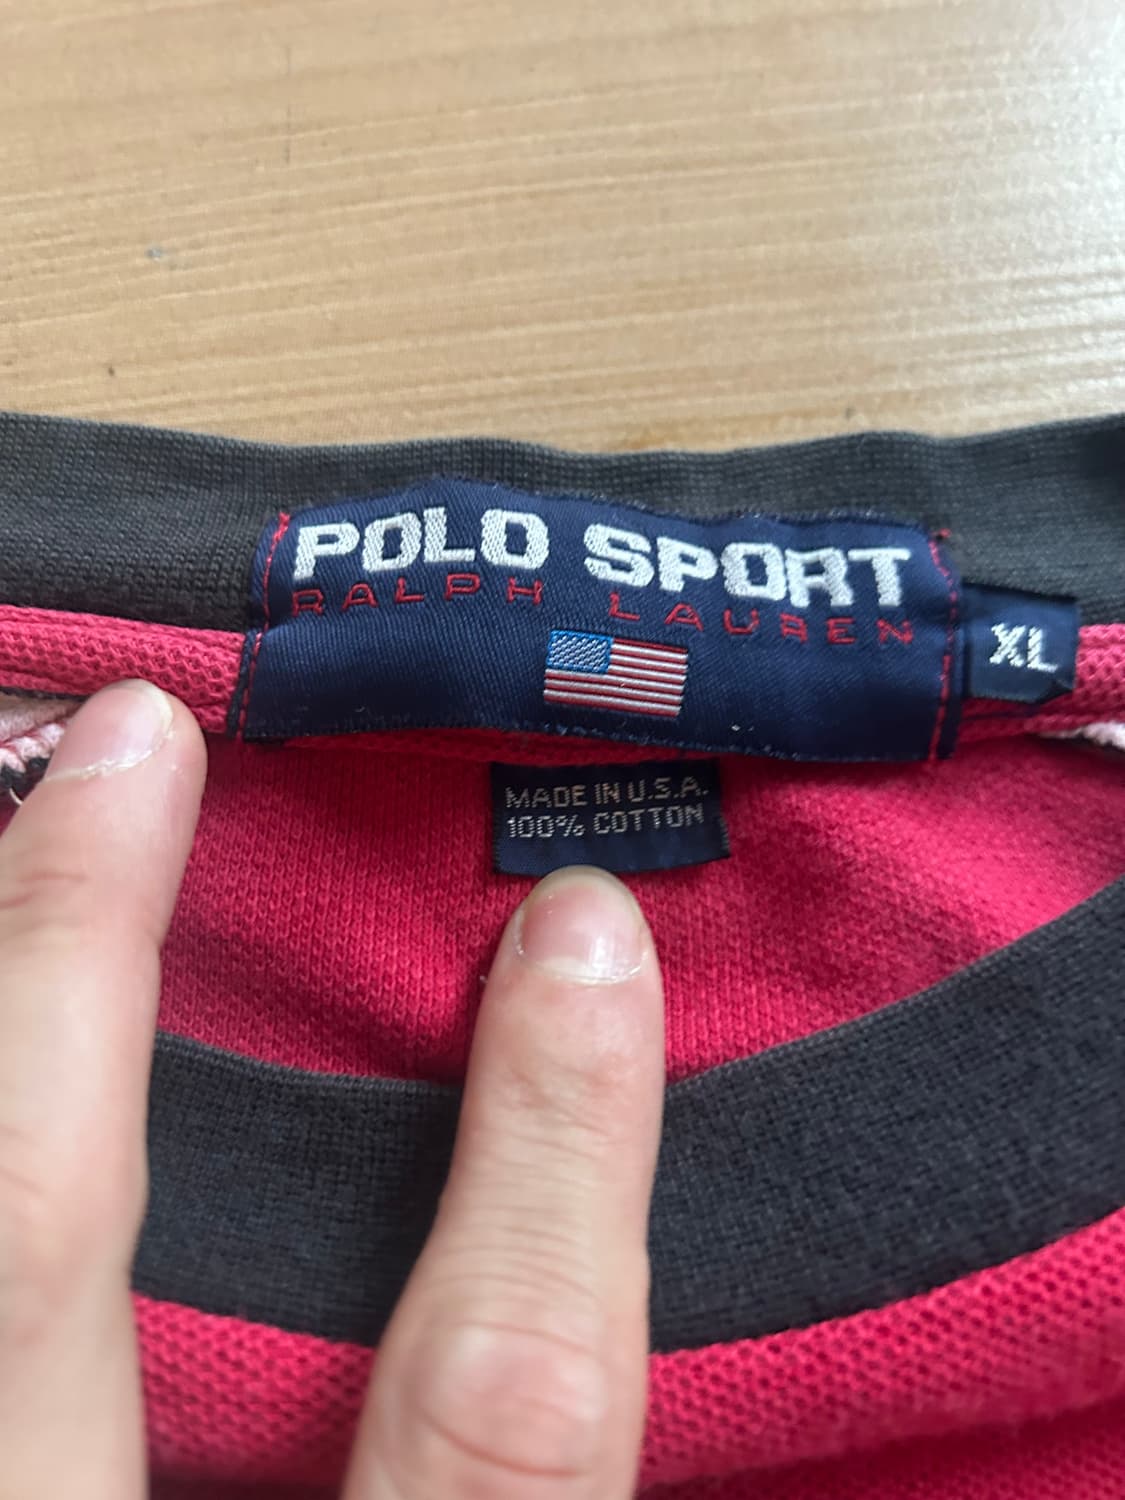 POLO SPORT
RALPH LAUREN
XL
MADE IN U.S.A.
100% COTTON